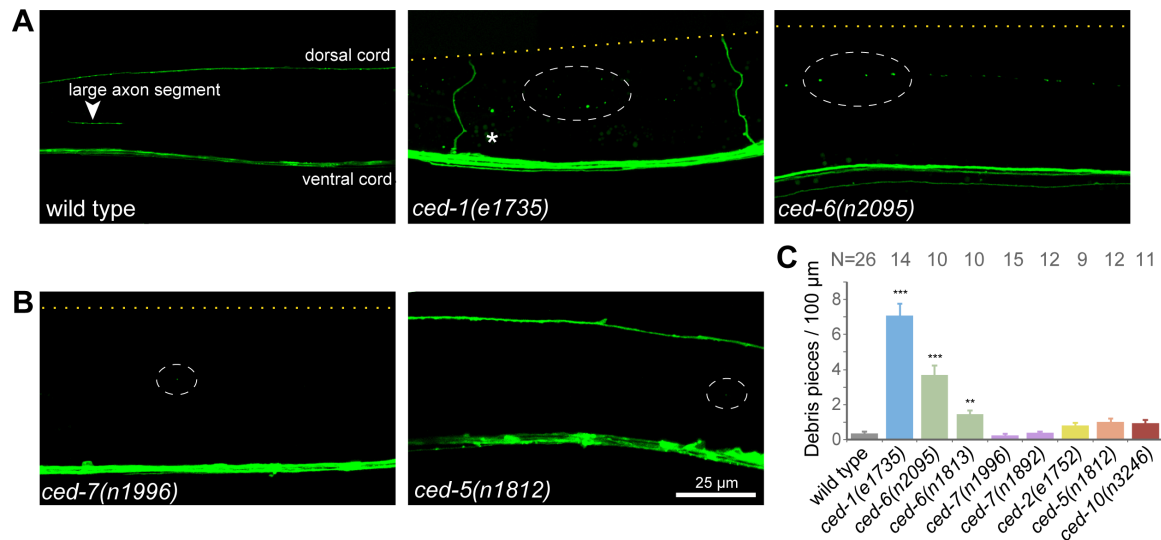 A
dorsal cord
large axon segment
ventral cord
wild type
*
ced-1(e1735)
ced-6(n2095)
B
ced-7(n1996)
ced-5(n1812)
25 µm
C
N=26 14 10 10 15 12 9 12 11
Debris pieces / 100 µm
8
6
4
2
0
***
***
**
wild type
ced-1(e1735)
ced-6(n2095)
ced-6(n1813)
ced-7(n1996)
ced-7(n1892)
ced-2(e1752)
ced-5(n1812)
ced-10(n3246)